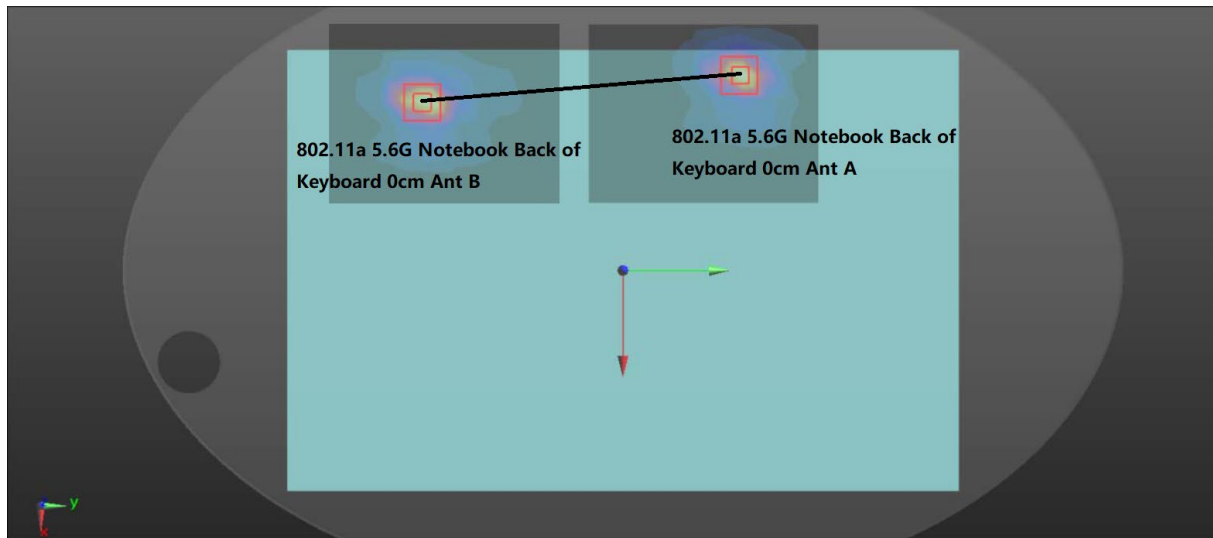 802.11a 5.6G Notebook Back of
Keyboard 0cm Ant B
802.11a 5.6G Notebook Back of
Keyboard 0cm Ant A
y
x